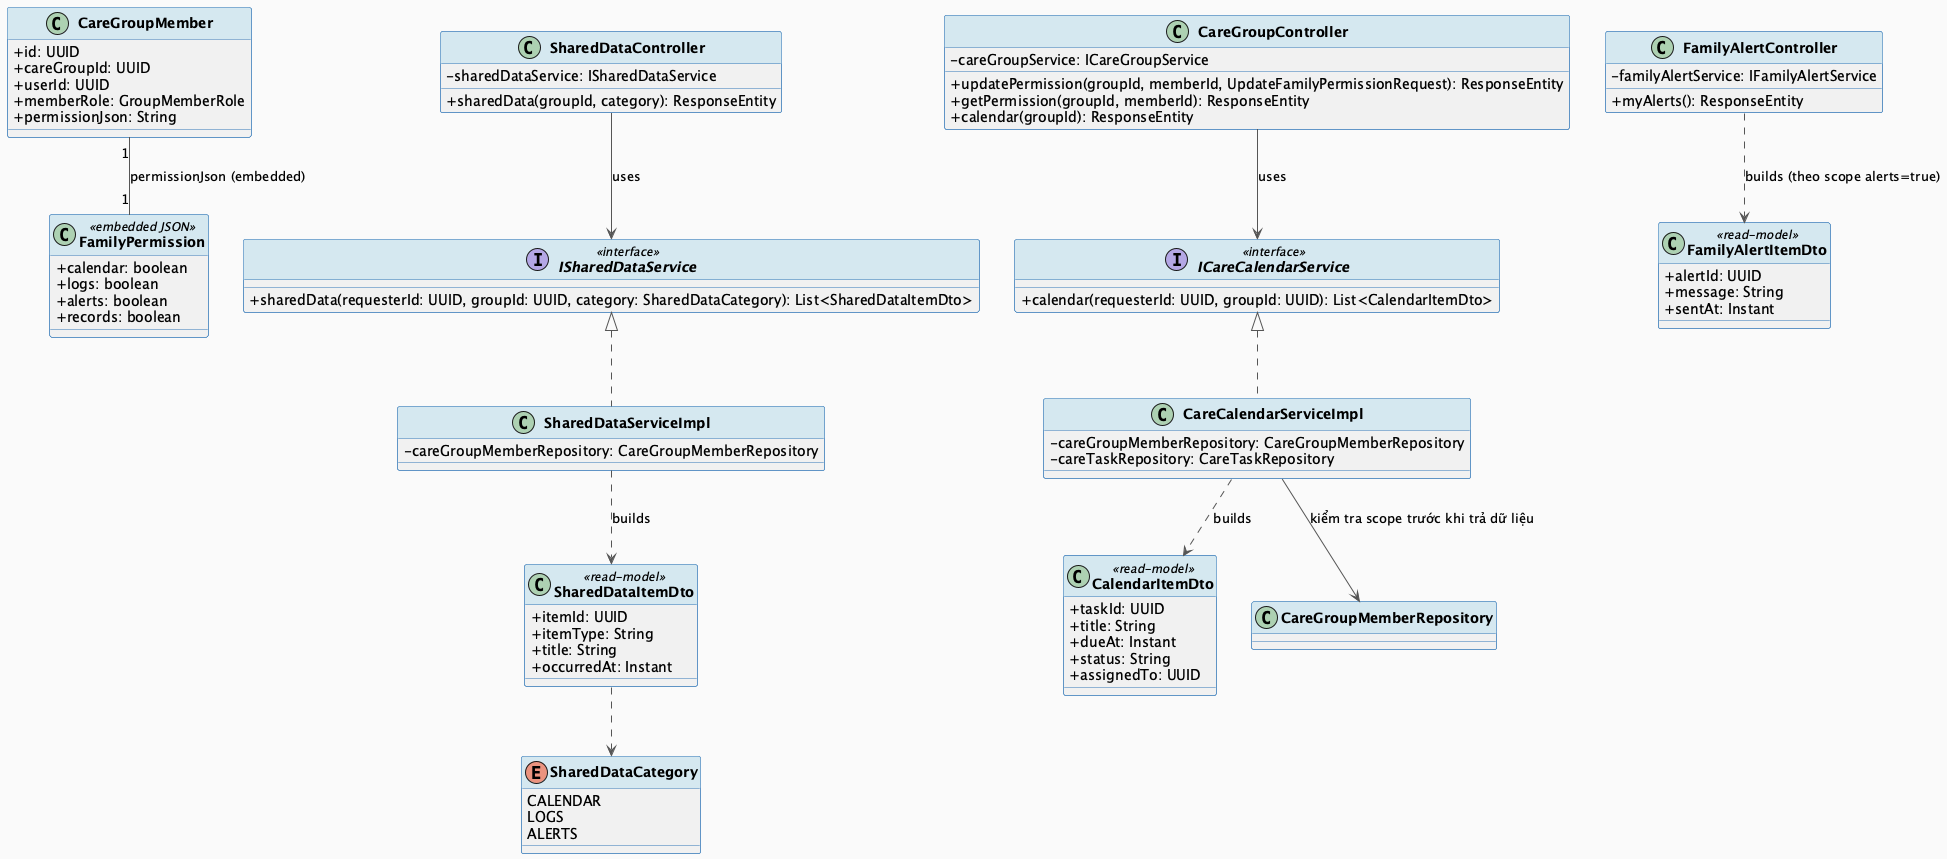 C CareGroupMember
+id: UUID
+careGroupId: UUID
+userId: UUID
+memberRole: GroupMemberRole
+permissionJson: String
1
permissionJson (embedded)
1
«embedded JSON»
C FamilyPermission
+calendar: boolean
+logs: boolean
+alerts: boolean
+records: boolean
C SharedDataController
-sharedDataService: ISharedDataService
+sharedData(groupId, category): ResponseEntity
uses
«interface»
I ISharedDataService
+sharedData(requesterId: UUID, groupId: UUID, category: SharedDataCategory): List<SharedDataItemDto>
C SharedDataServiceImpl
-careGroupMemberRepository: CareGroupMemberRepository
builds
«read-model»
C SharedDataItemDto
+itemId: UUID
+itemType: String
+title: String
+occurredAt: Instant
E SharedDataCategory
CALENDAR
LOGS
ALERTS
C CareGroupController
-careGroupService: ICareGroupService
+updatePermission(groupId, memberId, UpdateFamilyPermissionRequest): ResponseEntity
+getPermission(groupId, memberId): ResponseEntity
+calendar(groupId): ResponseEntity
uses
«interface»
I ICareCalendarService
+calendar(requesterId: UUID, groupId: UUID): List<CalendarItemDto>
C CareCalendarServiceImpl
-careGroupMemberRepository: CareGroupMemberRepository
-careTaskRepository: CareTaskRepository
builds
kiểm tra scope trước khi trả dữ liệu
«read-model»
C CalendarItemDto
+taskId: UUID
+title: String
+dueAt: Instant
+status: String
+assignedTo: UUID
C CareGroupMemberRepository
C FamilyAlertController
-familyAlertService: IFamilyAlertService
+myAlerts(): ResponseEntity
builds (theo scope alerts=true)
«read-model»
C FamilyAlertItemDto
+alertId: UUID
+message: String
+sentAt: Instant